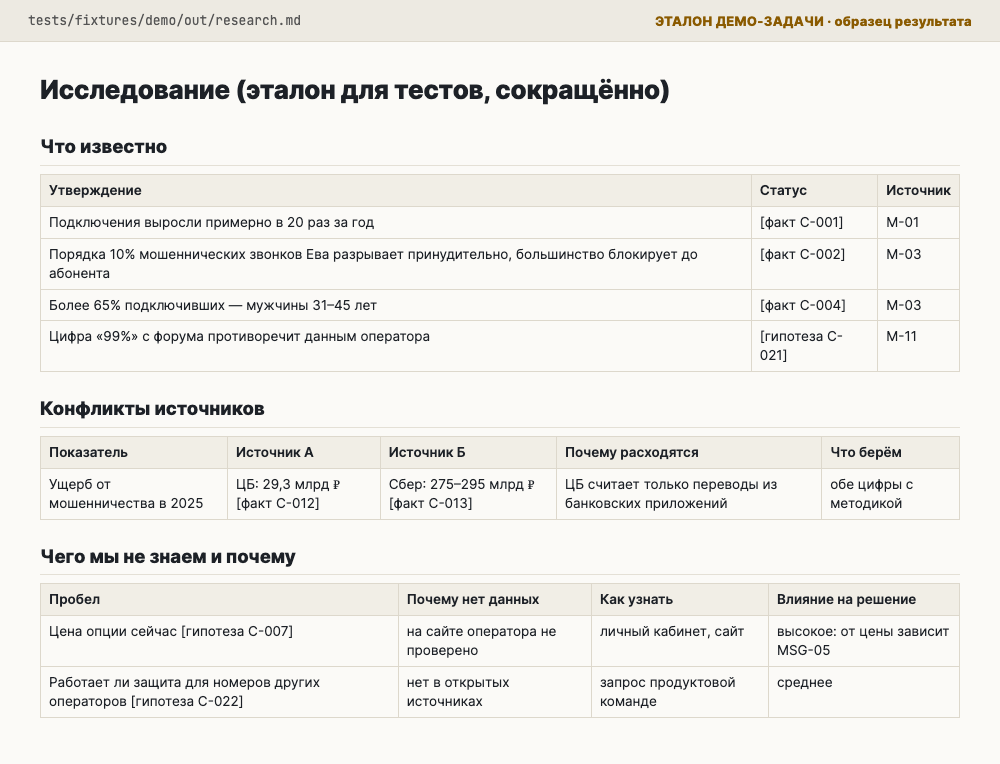 tests/fixtures/demo/out/research.md
ЭТАЛОН ДЕМО-ЗАДАЧИ · образец результата
Исследование (эталон для тестов, сокращённо)
Что известно
Утверждение Статус Источник
Подключения выросли примерно в 20 раз за год [факт C-001] M-01
Порядка 10% мошеннических звонков Ева разрывает принудительно, большинство блокирует до [факт C-002] M-03
абонента
Более 65% подключивших — мужчины 31–45 лет [факт C-004] M-03
Цифра «99%» с форума противоречит данным оператора [гипотеза C- M-11
021]
Конфликты источников
Показатель Источник А Источник Б Почему расходятся Что берём
Ущерб от ЦБ: 29,3 млрд ₽ Сбер: 275–295 млрд ₽ ЦБ считает только переводы из обе цифры с
мошенничества в 2025 [факт C-012] [факт C-013] банковских приложений методикой
Чего мы не знаем и почему
Пробел Почему нет данных Как узнать Влияние на решение
Цена опции сейчас [гипотеза C-007] на сайте оператора не личный кабинет, сайт высокое: от цены зависит
проверено MSG-05
Работает ли защита для номеров других нет в открытых запрос продуктовой среднее
операторов [гипотеза C-022] источниках команде